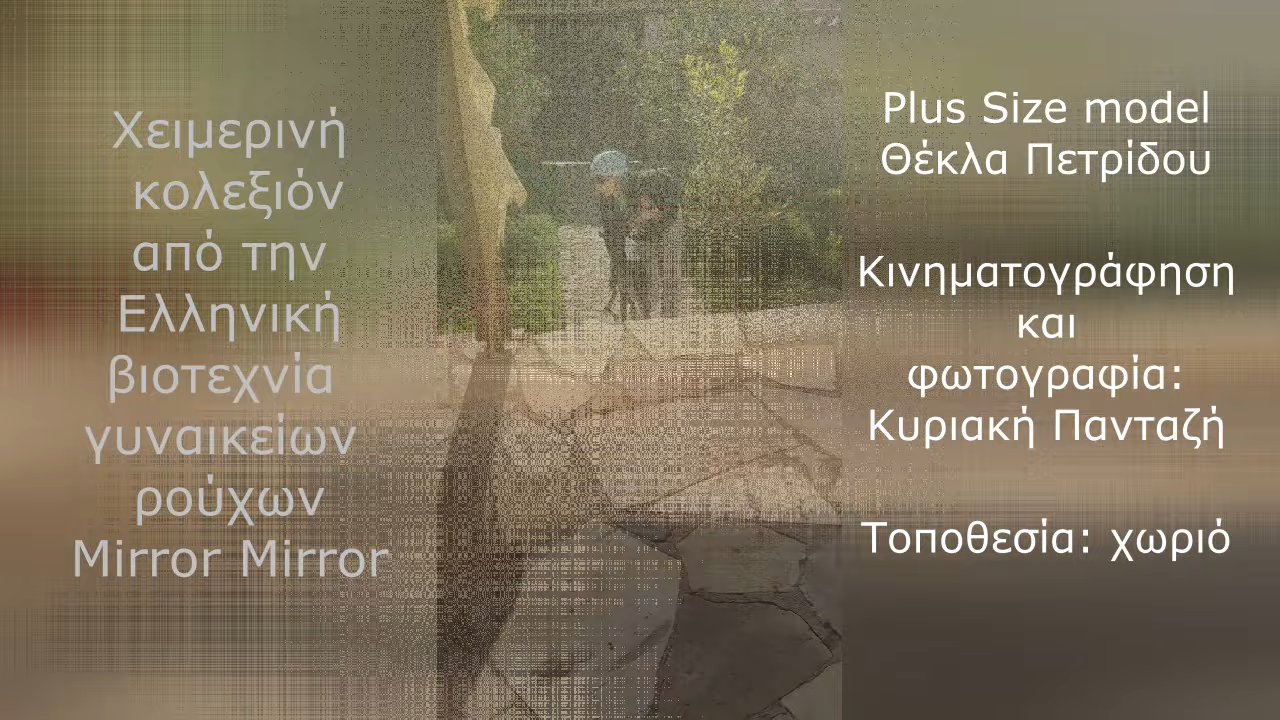 Χειμερινή
κολεξιόν
από την
Ελληνική
βιοτεχνία
γυναικείων
ρούχων
Mirror Mirror
Plus Size model
Θέκλα Πετρίδου
Κινηματογράφηση
και
φωτογραφία:
Κυριακή Πανταζή
Τοποθεσία: χωριό